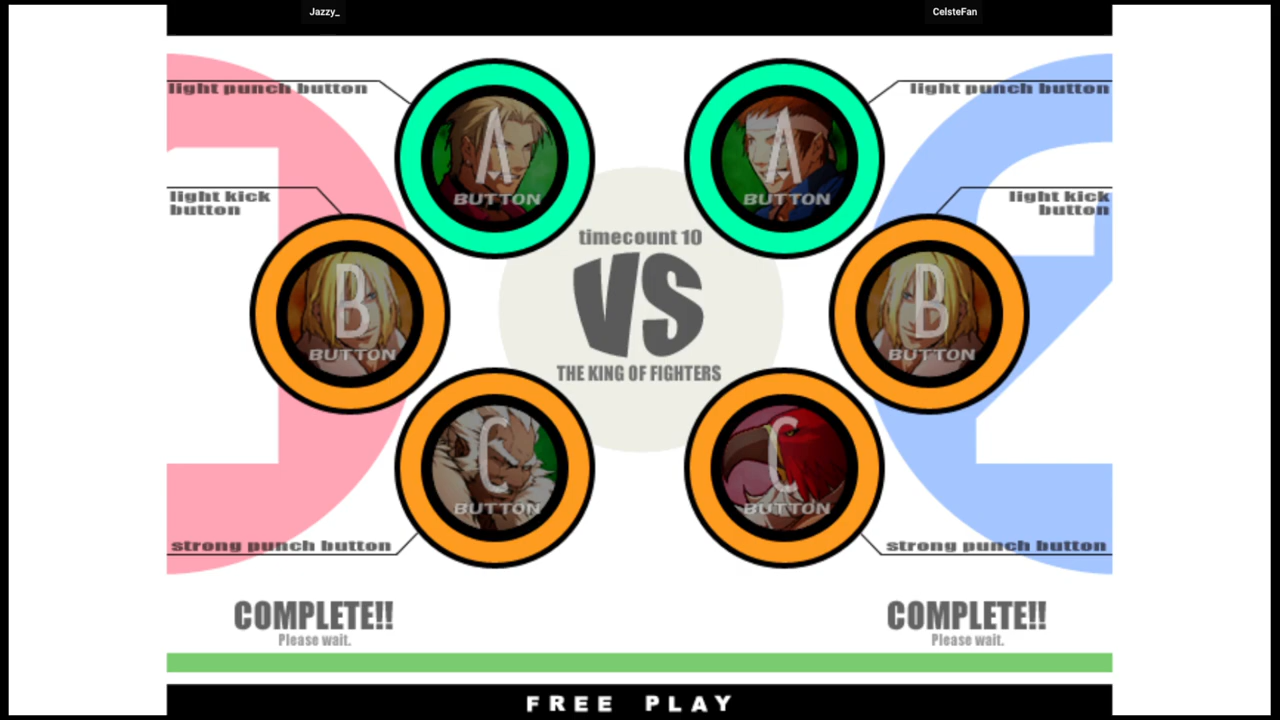 Jazzy_
CelsteFan
light punch button
light punch button
A
BUTTON
A
BUTTON
light kick
button
light kick
button
timecount 10
VS
THE KING OF FIGHTERS
B
BUTTON
B
BUTTON
C
BUTTON
C
BUTTON
strong punch button
strong punch button
COMPLETE!!
Please wait.
COMPLETE!!
Please wait.
FREE PLAY